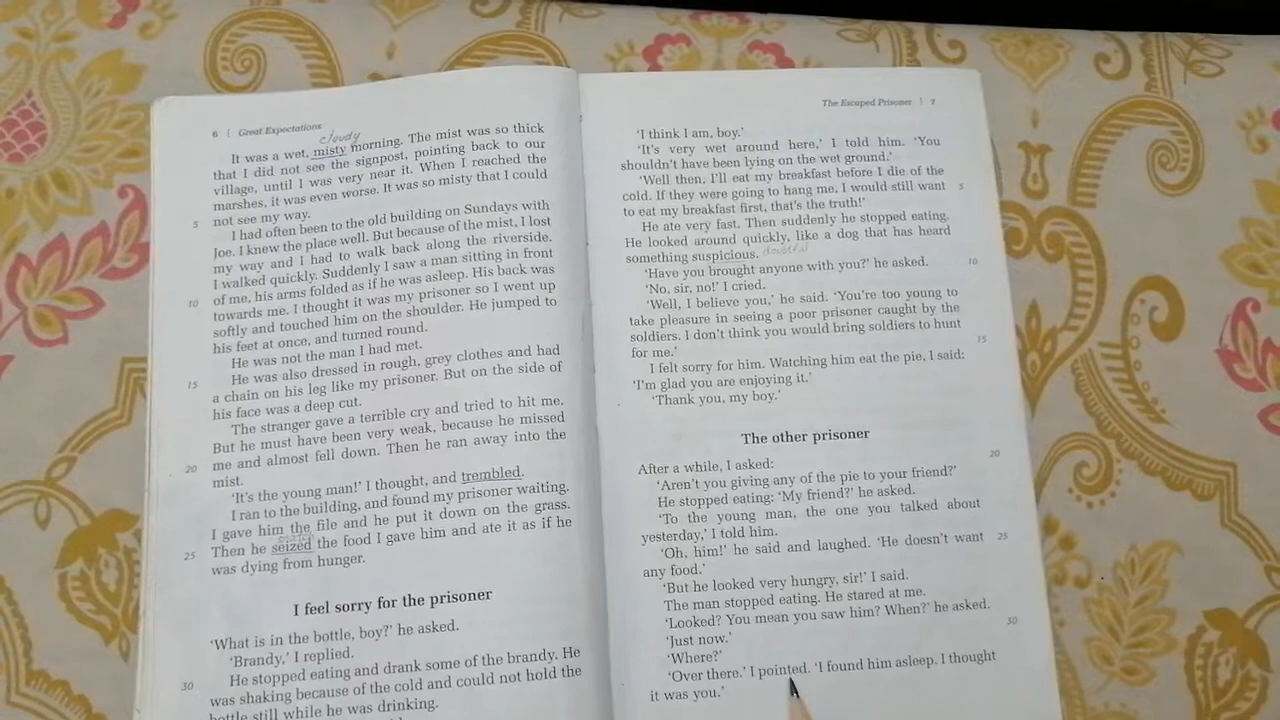 6 | Great Expectations
cloudy
It was a wet, misty morning. The mist was so thick
that I did not see the signpost, pointing back to our
village, until I was very near it. When I reached the
marshes, it was even worse. It was so misty that I could
5 not see my way.
I had often been to the old building on Sundays with
Joe. I knew the place well. But because of the mist, I lost
my way and I had to walk back along the riverside.
I walked quickly. Suddenly I saw a man sitting in front
10 of me, his arms folded as if he was asleep. His back was
towards me. I thought it was my prisoner so I went up
softly and touched him on the shoulder. He jumped to
his feet at once, and turned round.
He was not the man I had met.
15 He was also dressed in rough, grey clothes and had
a chain on his leg like my prisoner. But on the side of
his face was a deep cut.
The stranger gave a terrible cry and tried to hit me.
But he must have been very weak, because he missed
20 me and almost fell down. Then he ran away into the
mist.
‘It's the young man!’ I thought, and trembled.
I ran to the building, and found my prisoner waiting.
I gave him the file and he put it down on the grass.
25 Then he seized the food I gave him and ate it as if he
was dying from hunger.
I feel sorry for the prisoner
‘What is in the bottle, boy?’ he asked.
‘Brandy,’ I replied.
30 He stopped eating and drank some of the brandy. He
was shaking because of the cold and could not hold the
bottle still while he was drinking.
The Escaped Prisoner | 7
‘I think I am, boy.’
‘It's very wet around here,’ I told him. ‘You
shouldn't have been lying on the wet ground.’
‘Well then, I'll eat my breakfast before I die of the
cold. If they were going to hang me, I would still want 5
to eat my breakfast first, that's the truth!’
He ate very fast. Then suddenly he stopped eating.
He looked around quickly, like a dog that has heard
something suspicious.
‘Have you brought anyone with you?’ he asked. 10
‘No, sir, no!’ I cried.
‘Well, I believe you,’ he said. ‘You're too young to
take pleasure in seeing a poor prisoner caught by the
soldiers. I don't think you would bring soldiers to hunt
for me.’ 15
I felt sorry for him. Watching him eat the pie, I said:
‘I'm glad you are enjoying it.’
‘Thank you, my boy.’
The other prisoner
After a while, I asked: 20
‘Aren't you giving any of the pie to your friend?’
He stopped eating: ‘My friend?’ he asked.
‘To the young man, the one you talked about
yesterday,’ I told him.
‘Oh, him!’ he said and laughed. ‘He doesn't want 25
any food.’
‘But he looked very hungry, sir!’ I said.
The man stopped eating. He stared at me.
‘Looked? You mean you saw him? When?’ he asked.
‘Just now.’ 30
‘Where?’
‘Over there.’ I pointed. ‘I found him asleep. I thought
it was you.’